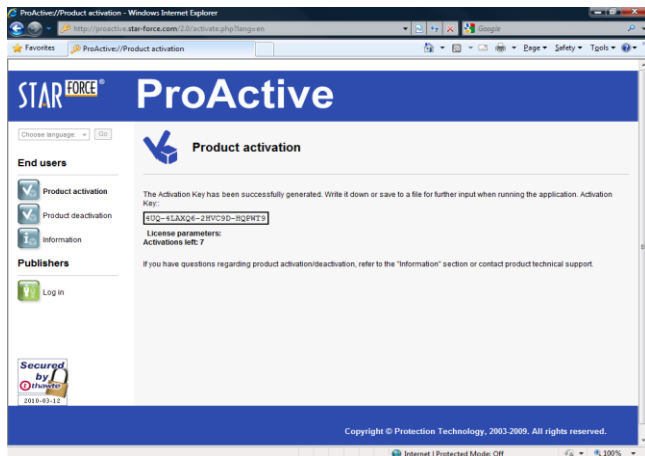 ProActive://Product activation - Windows Internet Explorer
http://proactive.star-force.com/2.0/activate.php?lang=en
Google
Favorites
ProActive://Product activation
Page
Safety
Tools
STAR FORCE®
ProActive
Choose language:
Go
End users
Product activation
Product deactivation
Information
Publishers
Log in
Product activation
The Activation Key has been successfully generated. Write it down or save to a file for further input when running the application. Activation
Key::
4UQ-4LAXQ6-2HVC9D-HQPWT9
License parameters:
Activations left: 7
If you have questions regarding product activation/deactivation, refer to the "Information" section or contact product technical support.
Secured
by
thawte
2010-03-12
Copyright © Protection Technology, 2003-2009. All rights reserved.
Internet | Protected Mode: Off
100%